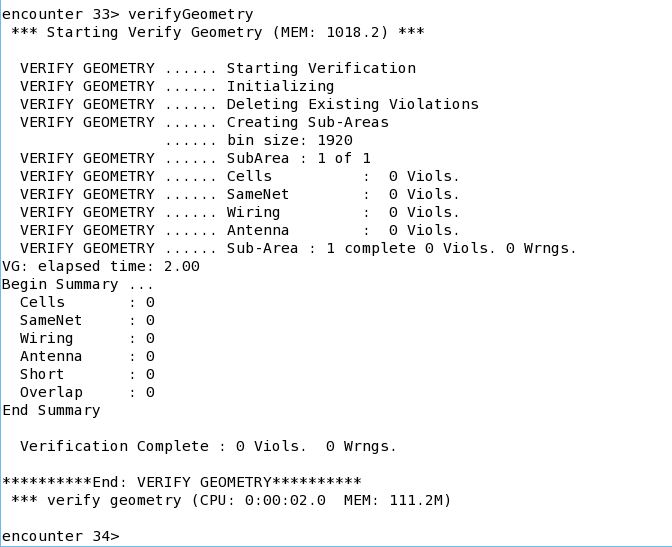 encounter 33> verifyGeometry
 *** Starting Verify Geometry (MEM: 1018.2) ***
  VERIFY GEOMETRY ...... Starting Verification
  VERIFY GEOMETRY ...... Initializing
  VERIFY GEOMETRY ...... Deleting Existing Violations
  VERIFY GEOMETRY ...... Creating Sub-Areas
                  ...... bin size: 1920
  VERIFY GEOMETRY ...... SubArea : 1 of 1
  VERIFY GEOMETRY ...... Cells          :  0 Viols.
  VERIFY GEOMETRY ...... SameNet        :  0 Viols.
  VERIFY GEOMETRY ...... Wiring         :  0 Viols.
  VERIFY GEOMETRY ...... Antenna        :  0 Viols.
  VERIFY GEOMETRY ...... Sub-Area : 1 complete 0 Viols. 0 Wrngs.
VG: elapsed time: 2.00
Begin Summary ...
  Cells       : 0
  SameNet     : 0
  Wiring      : 0
  Antenna     : 0
  Short       : 0
  Overlap     : 0
End Summary
  Verification Complete : 0 Viols.  0 Wrngs.
**********End: VERIFY GEOMETRY**********
 *** verify geometry (CPU: 0:00:02.0  MEM: 111.2M)
encounter 34>